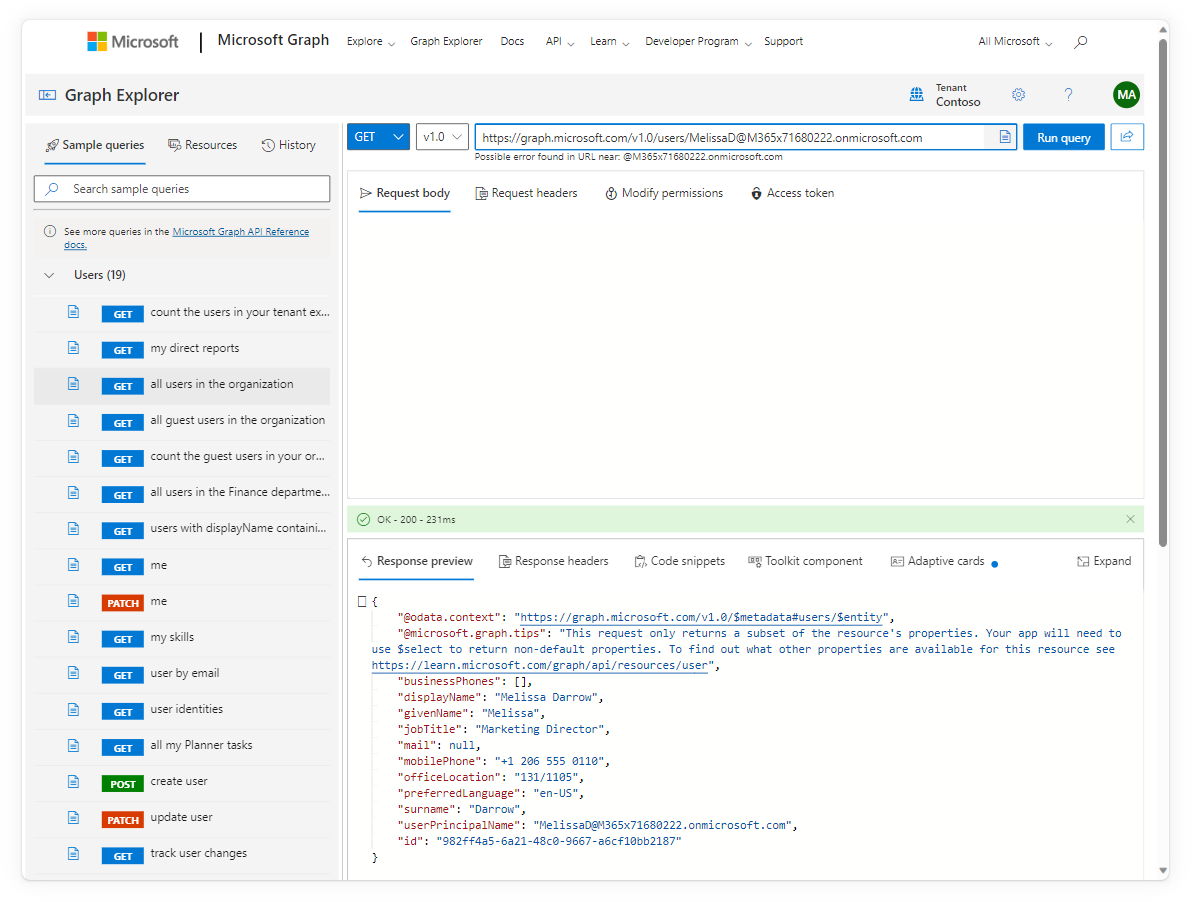 Microsoft | Microsoft Graph Explore Graph Explorer Docs API Learn Developer Program Support All Microsoft
Graph Explorer Tenant Contoso ? MA
Sample queries Resources History
Search sample queries
See more queries in the Microsoft Graph API Reference
docs.
Users (19)
GET count the users in your tenant ex...
GET my direct reports
GET all users in the organization
GET all guest users in the organization
GET count the guest users in your or...
GET all users in the Finance departme...
GET users with displayName containi...
GET me
PATCH me
GET my skills
GET user by email
GET user identities
GET all my Planner tasks
POST create user
PATCH update user
GET track user changes
GET v1.0 https://graph.microsoft.com/v1.0/users/MelissaD@M365x71680222.onmicrosoft.com Run query
Possible error found in URL near: @M365x71680222.onmicrosoft.com
Request body Request headers Modify permissions Access token
OK - 200 - 231ms
Response preview Response headers Code snippets Toolkit component Adaptive cards Expand
{
"@odata.context": "https://graph.microsoft.com/v1.0/$metadata#users/$entity",
"@microsoft.graph.tips": "This request only returns a subset of the resource's properties. Your app will need to
use $select to return non-default properties. To find out what other properties are available for this resource see
https://learn.microsoft.com/graph/api/resources/user",
"businessPhones": [],
"displayName": "Melissa Darrow",
"givenName": "Melissa",
"jobTitle": "Marketing Director",
"mail": null,
"mobilePhone": "+1 206 555 0110",
"officeLocation": "131/1105",
"preferredLanguage": "en-US",
"surname": "Darrow",
"userPrincipalName": "MelissaD@M365x71680222.onmicrosoft.com",
"id": "982ff4a5-6a21-48c0-9667-a6cf10bb2187"
}